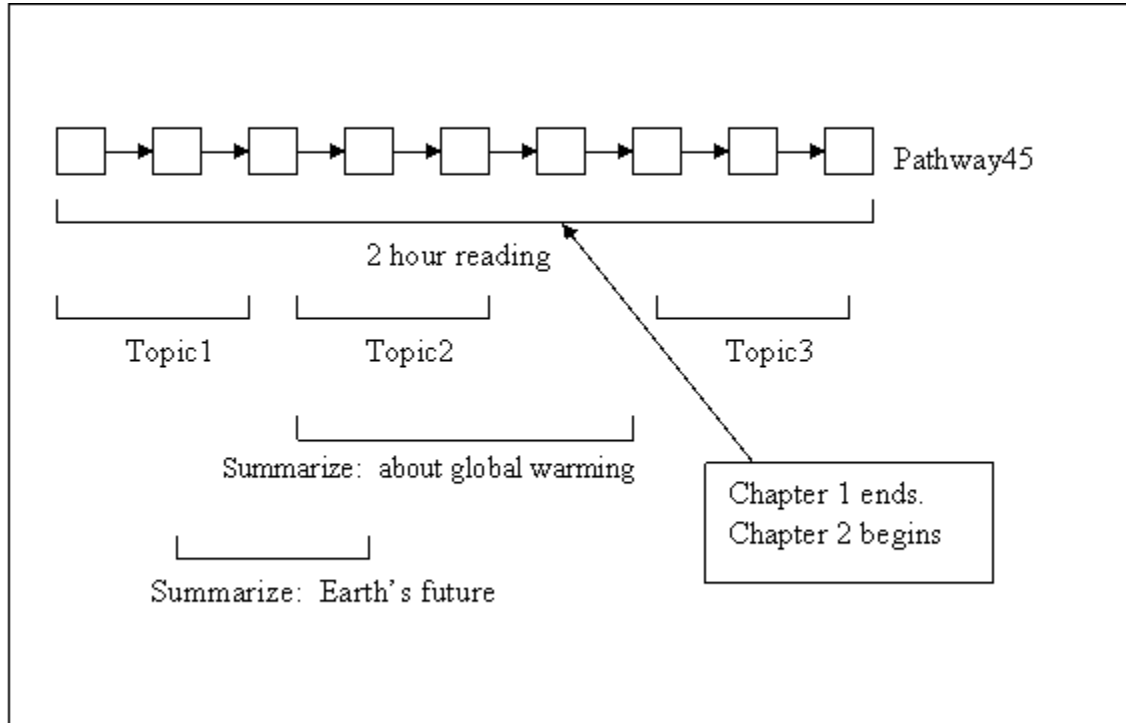 Pathway45
2 hour reading
Topic1
Topic2
Topic3
Summarize: about global warming
Chapter 1 ends.
Chapter 2 begins
Summarize: Earth's future